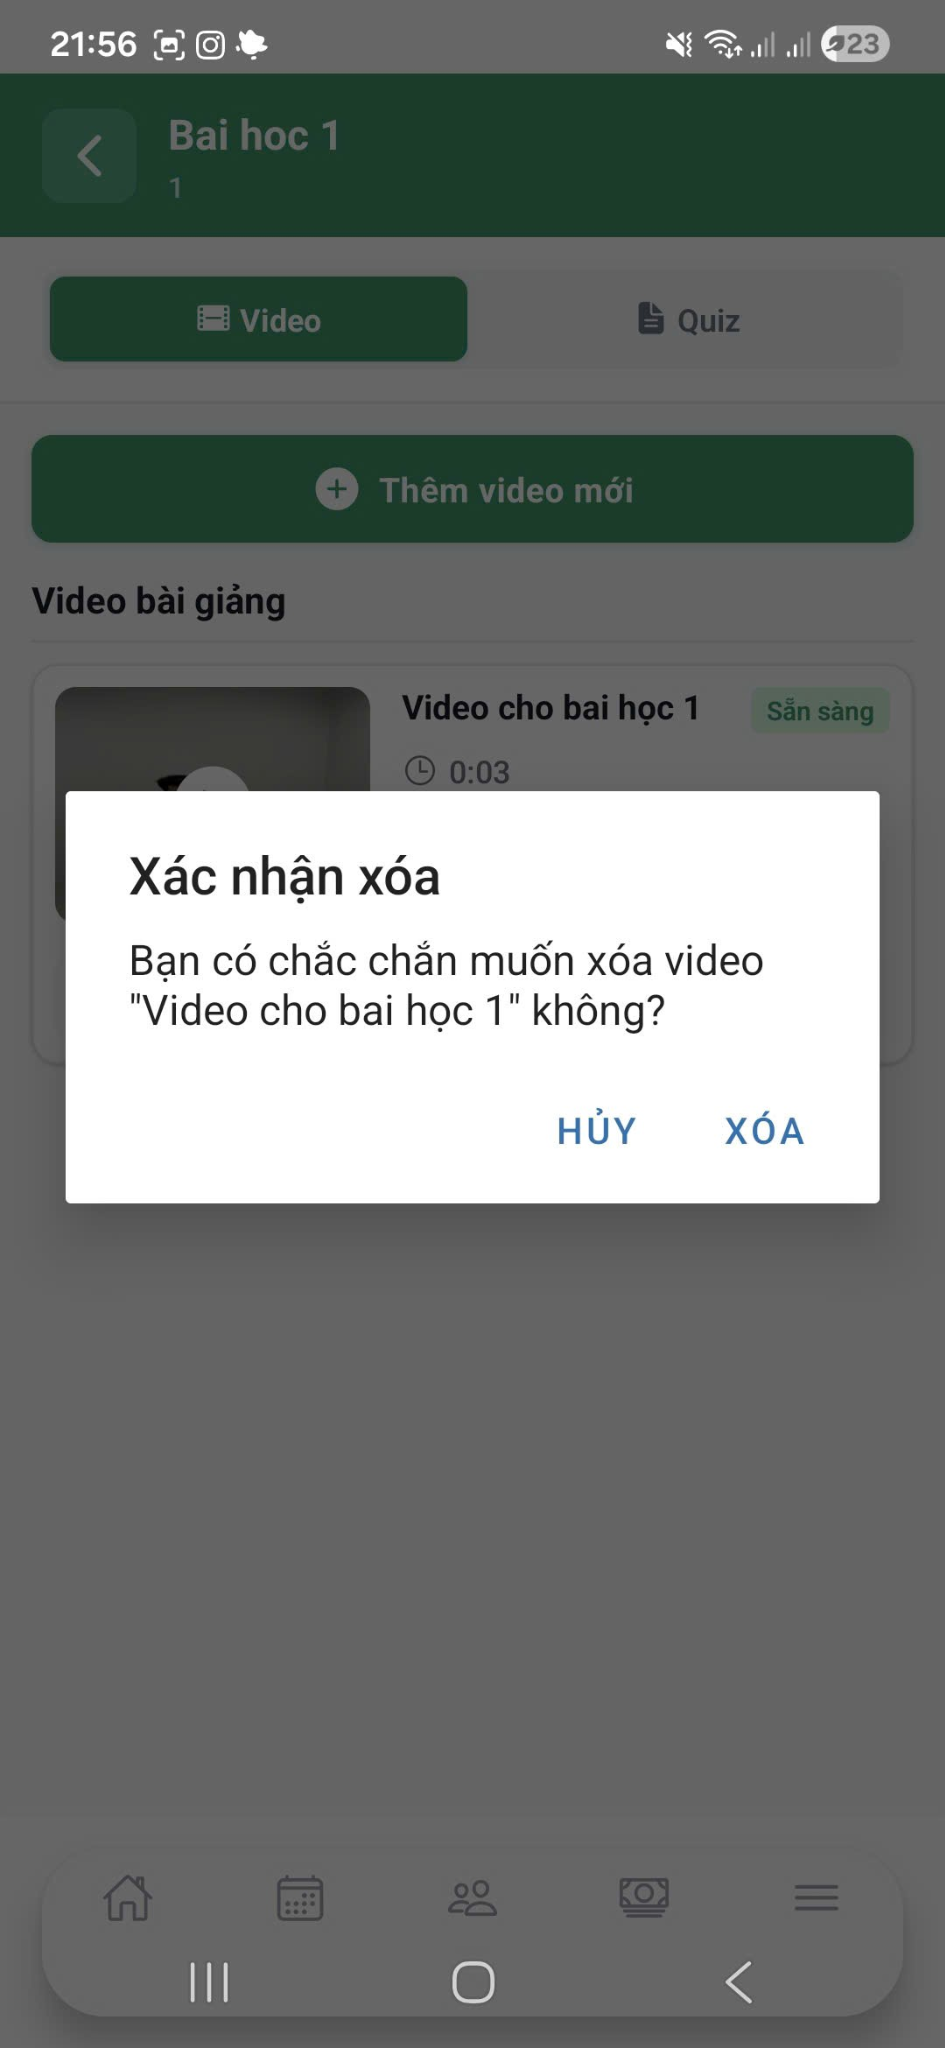 21:56
23
Bai hoc 1
1
Video
Quiz
Thêm video mới
Video bài giảng
Video cho bai học 1
Sẵn sàng
0:03
Xác nhận xóa
Bạn có chắc chắn muốn xóa video
"Video cho bai học 1" không?
HỦY
XÓA